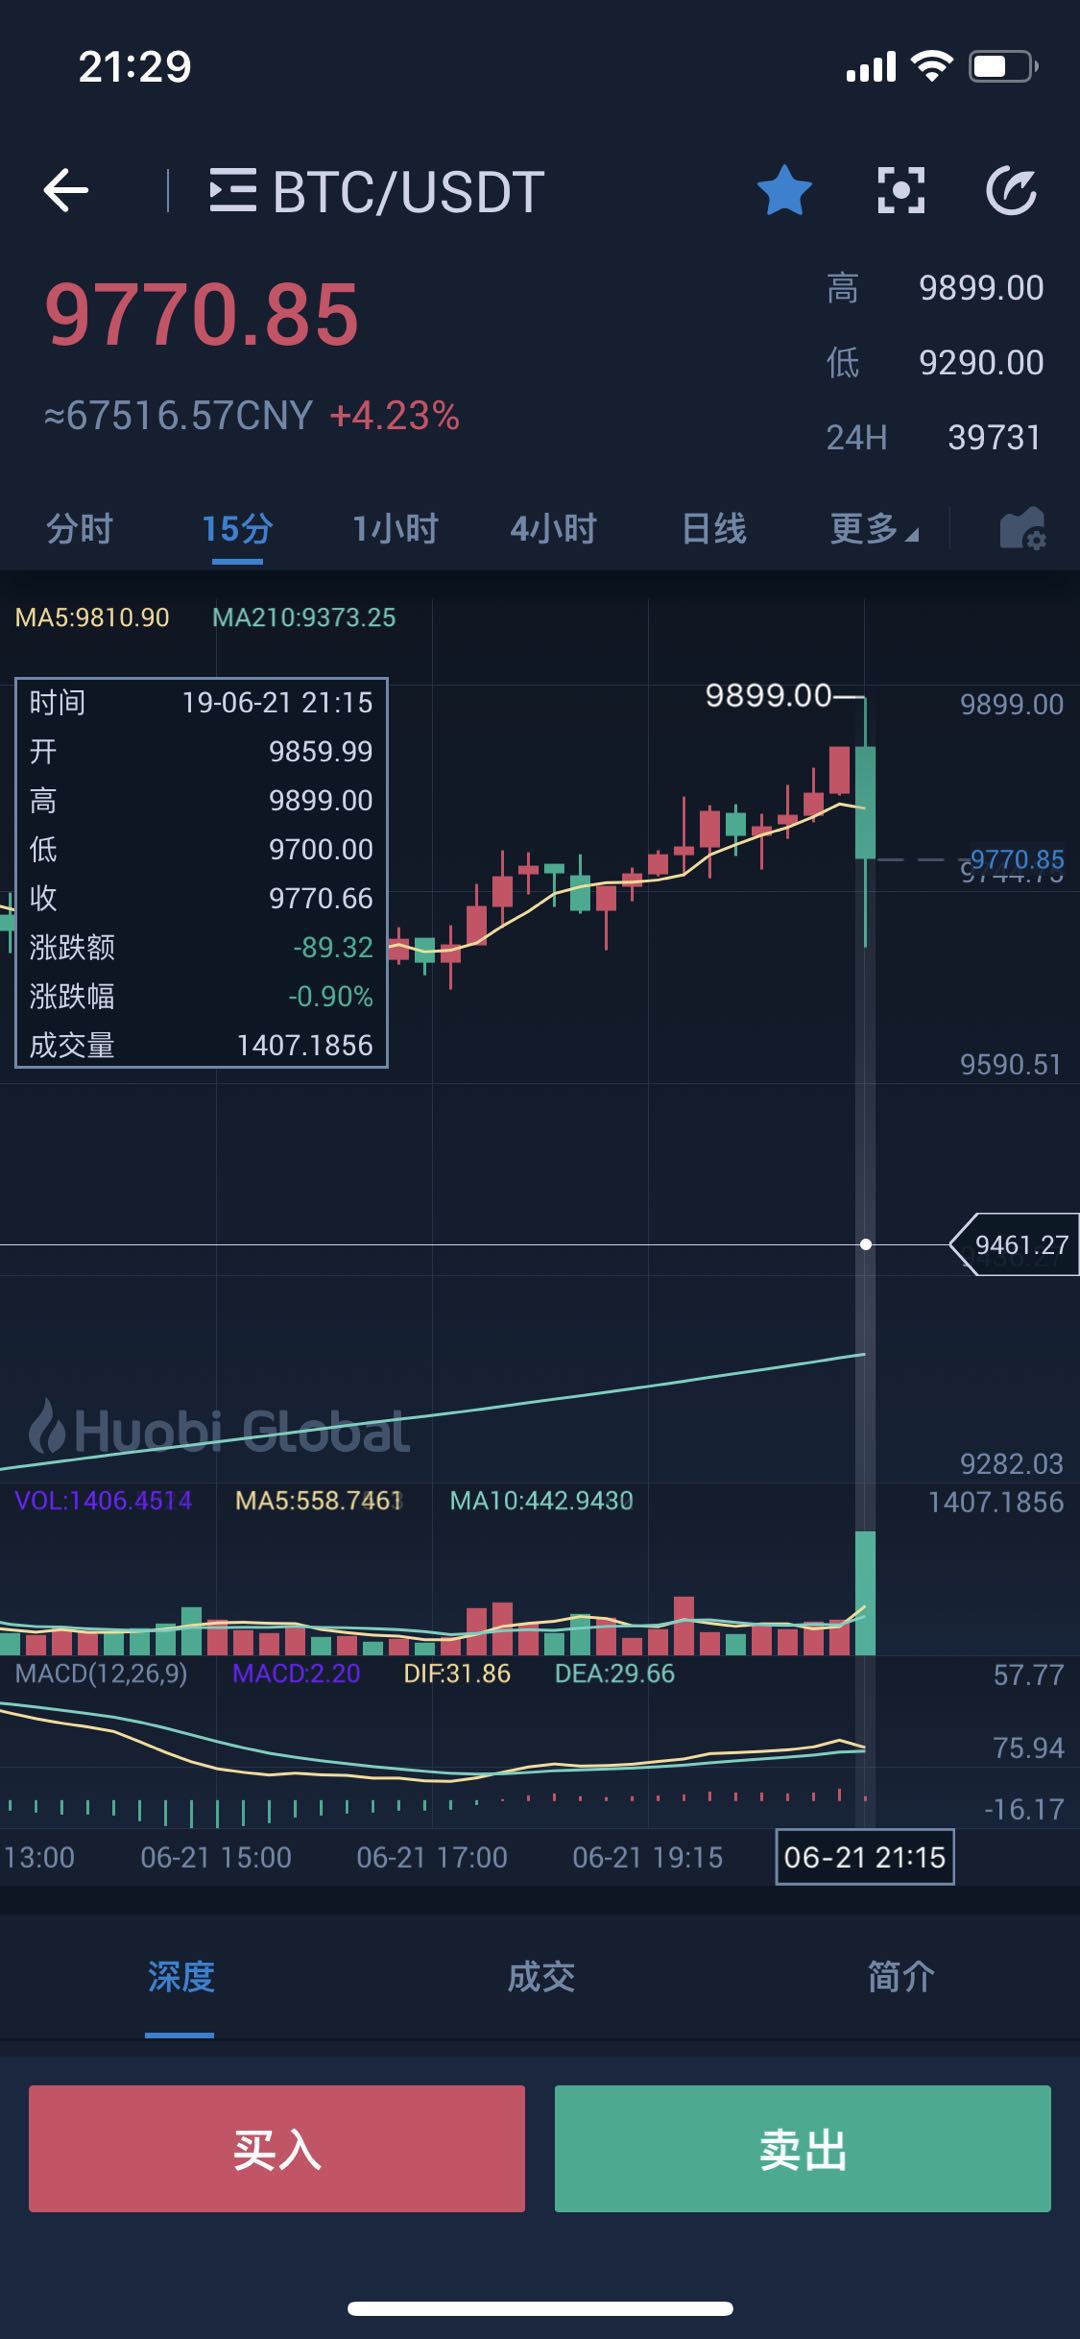 21:29
BTC/USDT
9770.85
高 9899.00
低 9290.00
≈67516.57CNY +4.23%
24H 39731
分时 15分 1小时 4小时 日线 更多
MA5:9810.90 MA210:9373.25
时间 19-06-21 21:15
开 9859.99
高 9899.00
低 9700.00
收 9770.66
涨跌额 -89.32
涨跌幅 -0.90%
成交量 1407.1856
9899.00
9899.00
9770.85
9590.51
9461.27
Huobi Global
9282.03
VOL:1406.4514 MA5:558.7461 MA10:442.9430
1407.1856
MACD(12,26,9) MACD:2.20 DIF:31.86 DEA:29.66
57.77
75.94
-16.17
13:00 06-21 15:00 06-21 17:00 06-21 19:15 06-21 21:15
深度 成交 简介
买入 卖出